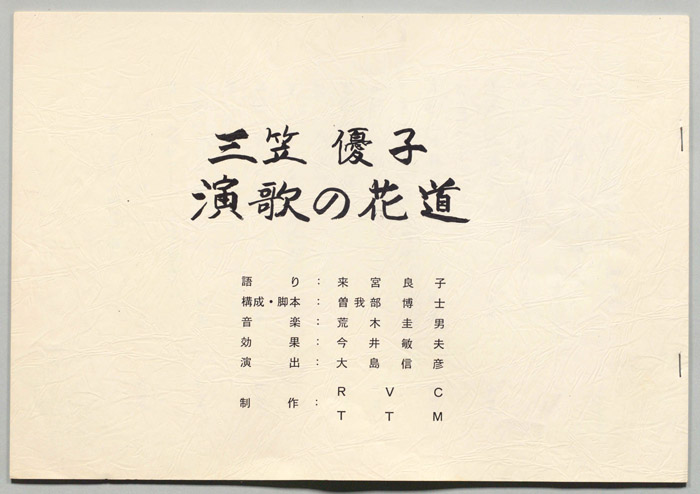 三笠 優子
演歌の花道
語り：来宮良子
構成・脚本：曽我部博士
音楽：荒木圭男
効果：今井敏夫
演出：大島信彦
制作：RVC
TTM